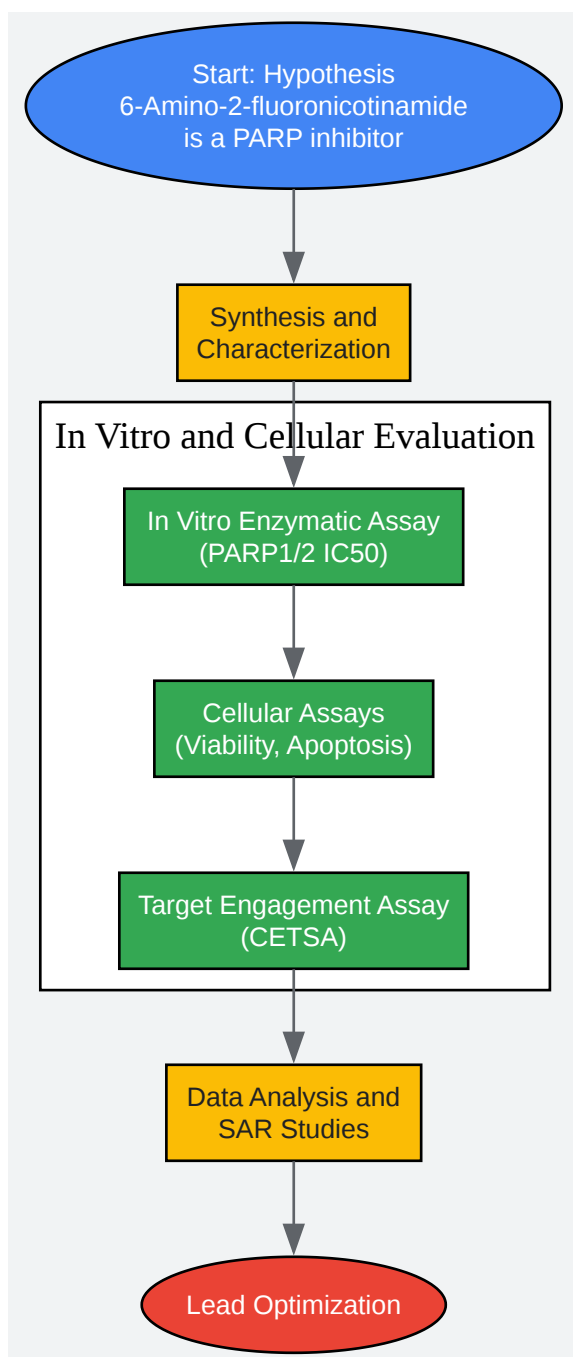 Start: Hypothesis
6-Amino-2-fluoronicotinamide
is a PARP inhibitor
Synthesis and
Characterization
In Vitro and Cellular Evaluation
In Vitro Enzymatic Assay
(PARP1/2 IC50)
Cellular Assays
(Viability, Apoptosis)
Target Engagement Assay
(CETSA)
Data Analysis and
SAR Studies
Lead Optimization